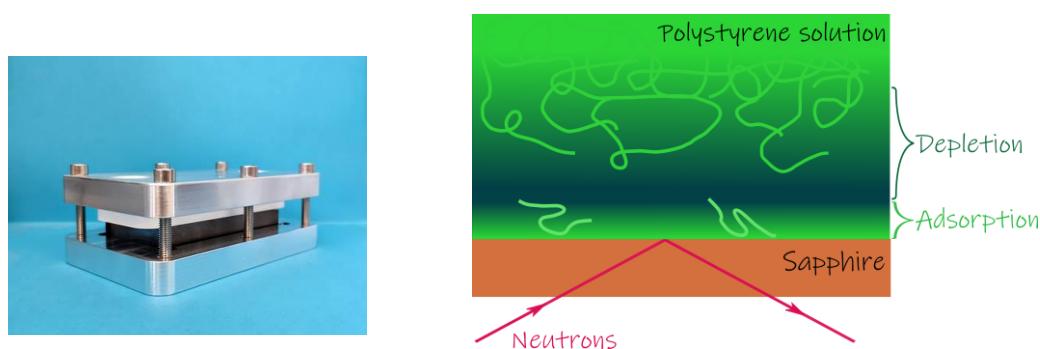 Polystyrene solution
Depletion
Adsorption
Sapphire
Neutrons